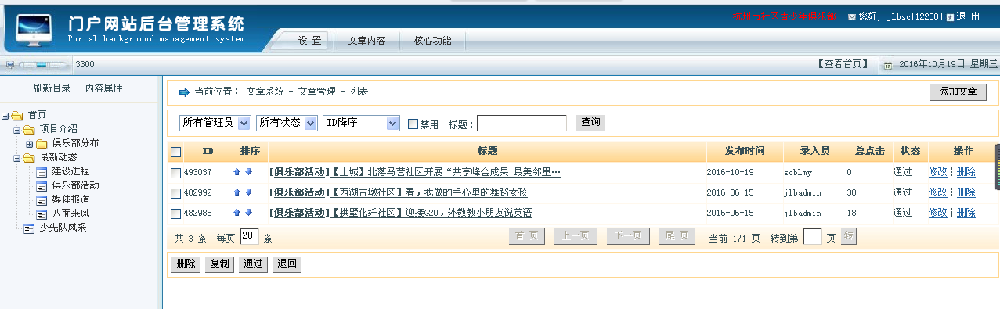 门户网站后台管理系统
Portal background management system
杭州市社区青少年俱乐部 您好, jlbsc[12200] 退 出
设 置 文章内容 核心功能
3300 【查看首页】 2016年10月19日 星期三
刷新目录 内容属性
首页
项目介绍
俱乐部分布
最新动态
建设进程
俱乐部活动
媒体报道
八面来风
少先队风采
当前位置: 文章系统 - 文章管理 - 列表 添加文章
所有管理员 所有状态 ID降序 禁用 标题: 查询
ID 排序 标题 发布时间 录入人员 总点击 状态 操作
493037 [俱乐部活动]【上城】北落马营社区开展“共享峰会成果 最美邻里… 2016-10-19 scblmy 0 通过 修改 ¦ 删除
482992 [俱乐部活动]【西湖古墩社区】看,我做的手心里的舞蹈女孩 2016-06-15 jlbadmin 38 通过 修改 ¦ 删除
482988 [俱乐部活动]【拱墅化纤社区】迎接G20,外教教小朋友说英语 2016-06-15 jlbadmin 18 通过 修改 ¦ 删除
共 3 条 每页 20 条 首 页 上一页 下一页 尾 页 当前 1/1 页 转到第 页 转
删除 复制 通过 退回